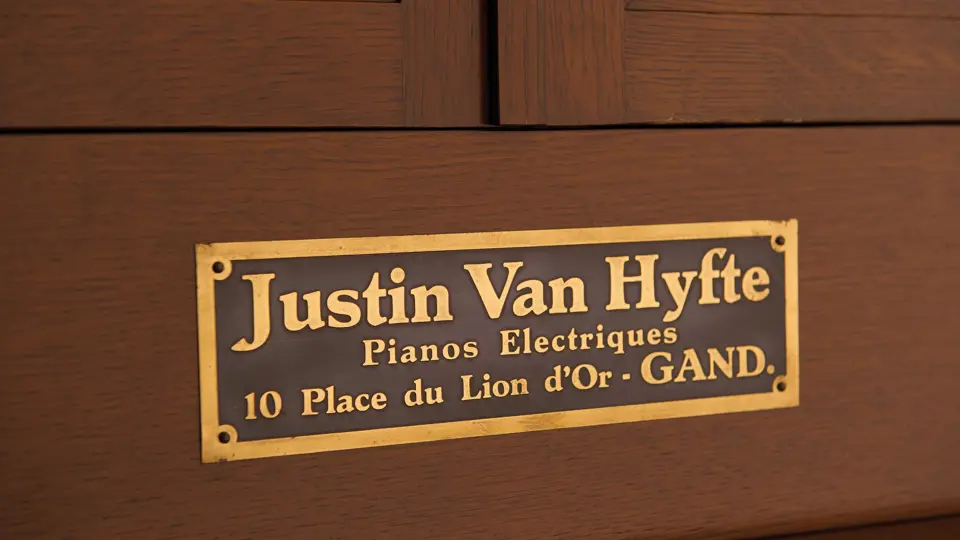 Justin Van Hyfte
Pianos Electriques
10 Place du Lion d'Or - GAND.